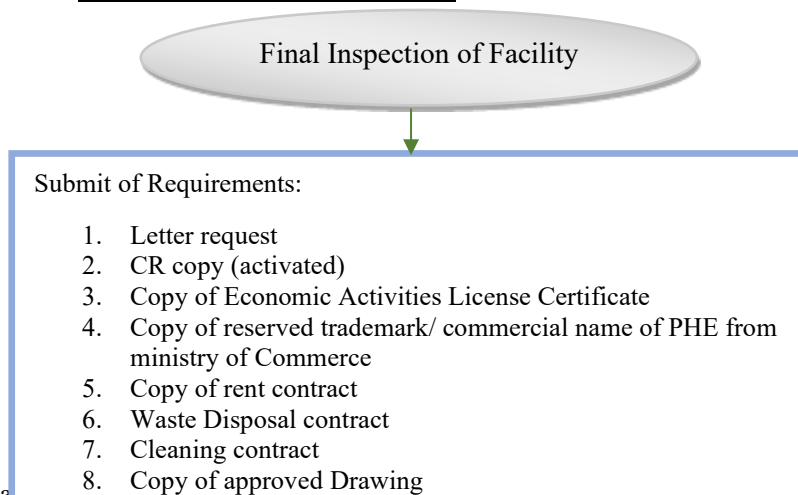 Final Inspection of Facility
Submit of Requirements:
1. Letter request
2. CR copy (activated)
3. Copy of Economic Activities License Certificate
4. Copy of reserved trademark/ commercial name of PHE from
ministry of Commerce
5. Copy of rent contract
6. Waste Disposal contract
7. Cleaning contract
8. Copy of approved Drawing